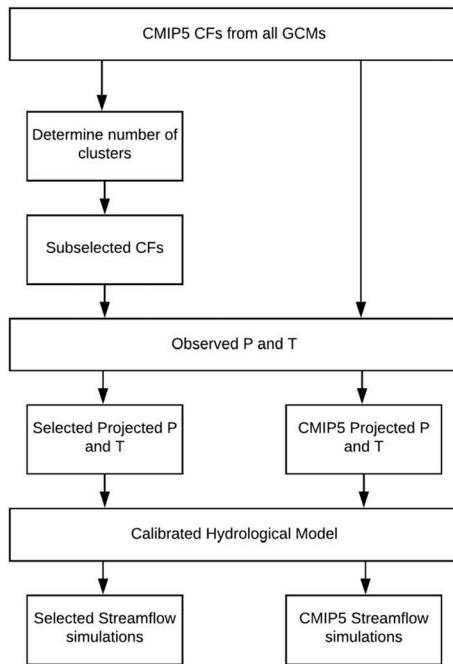 CMIP5 CFs from all GCMs
Determine number of
clusters
Subselected CFs
Observed P and T
Selected Projected P
and T
CMIP5 Projected P
and T
Calibrated Hydrological Model
Selected Streamflow
simulations
CMIP5 Streamflow
simulations